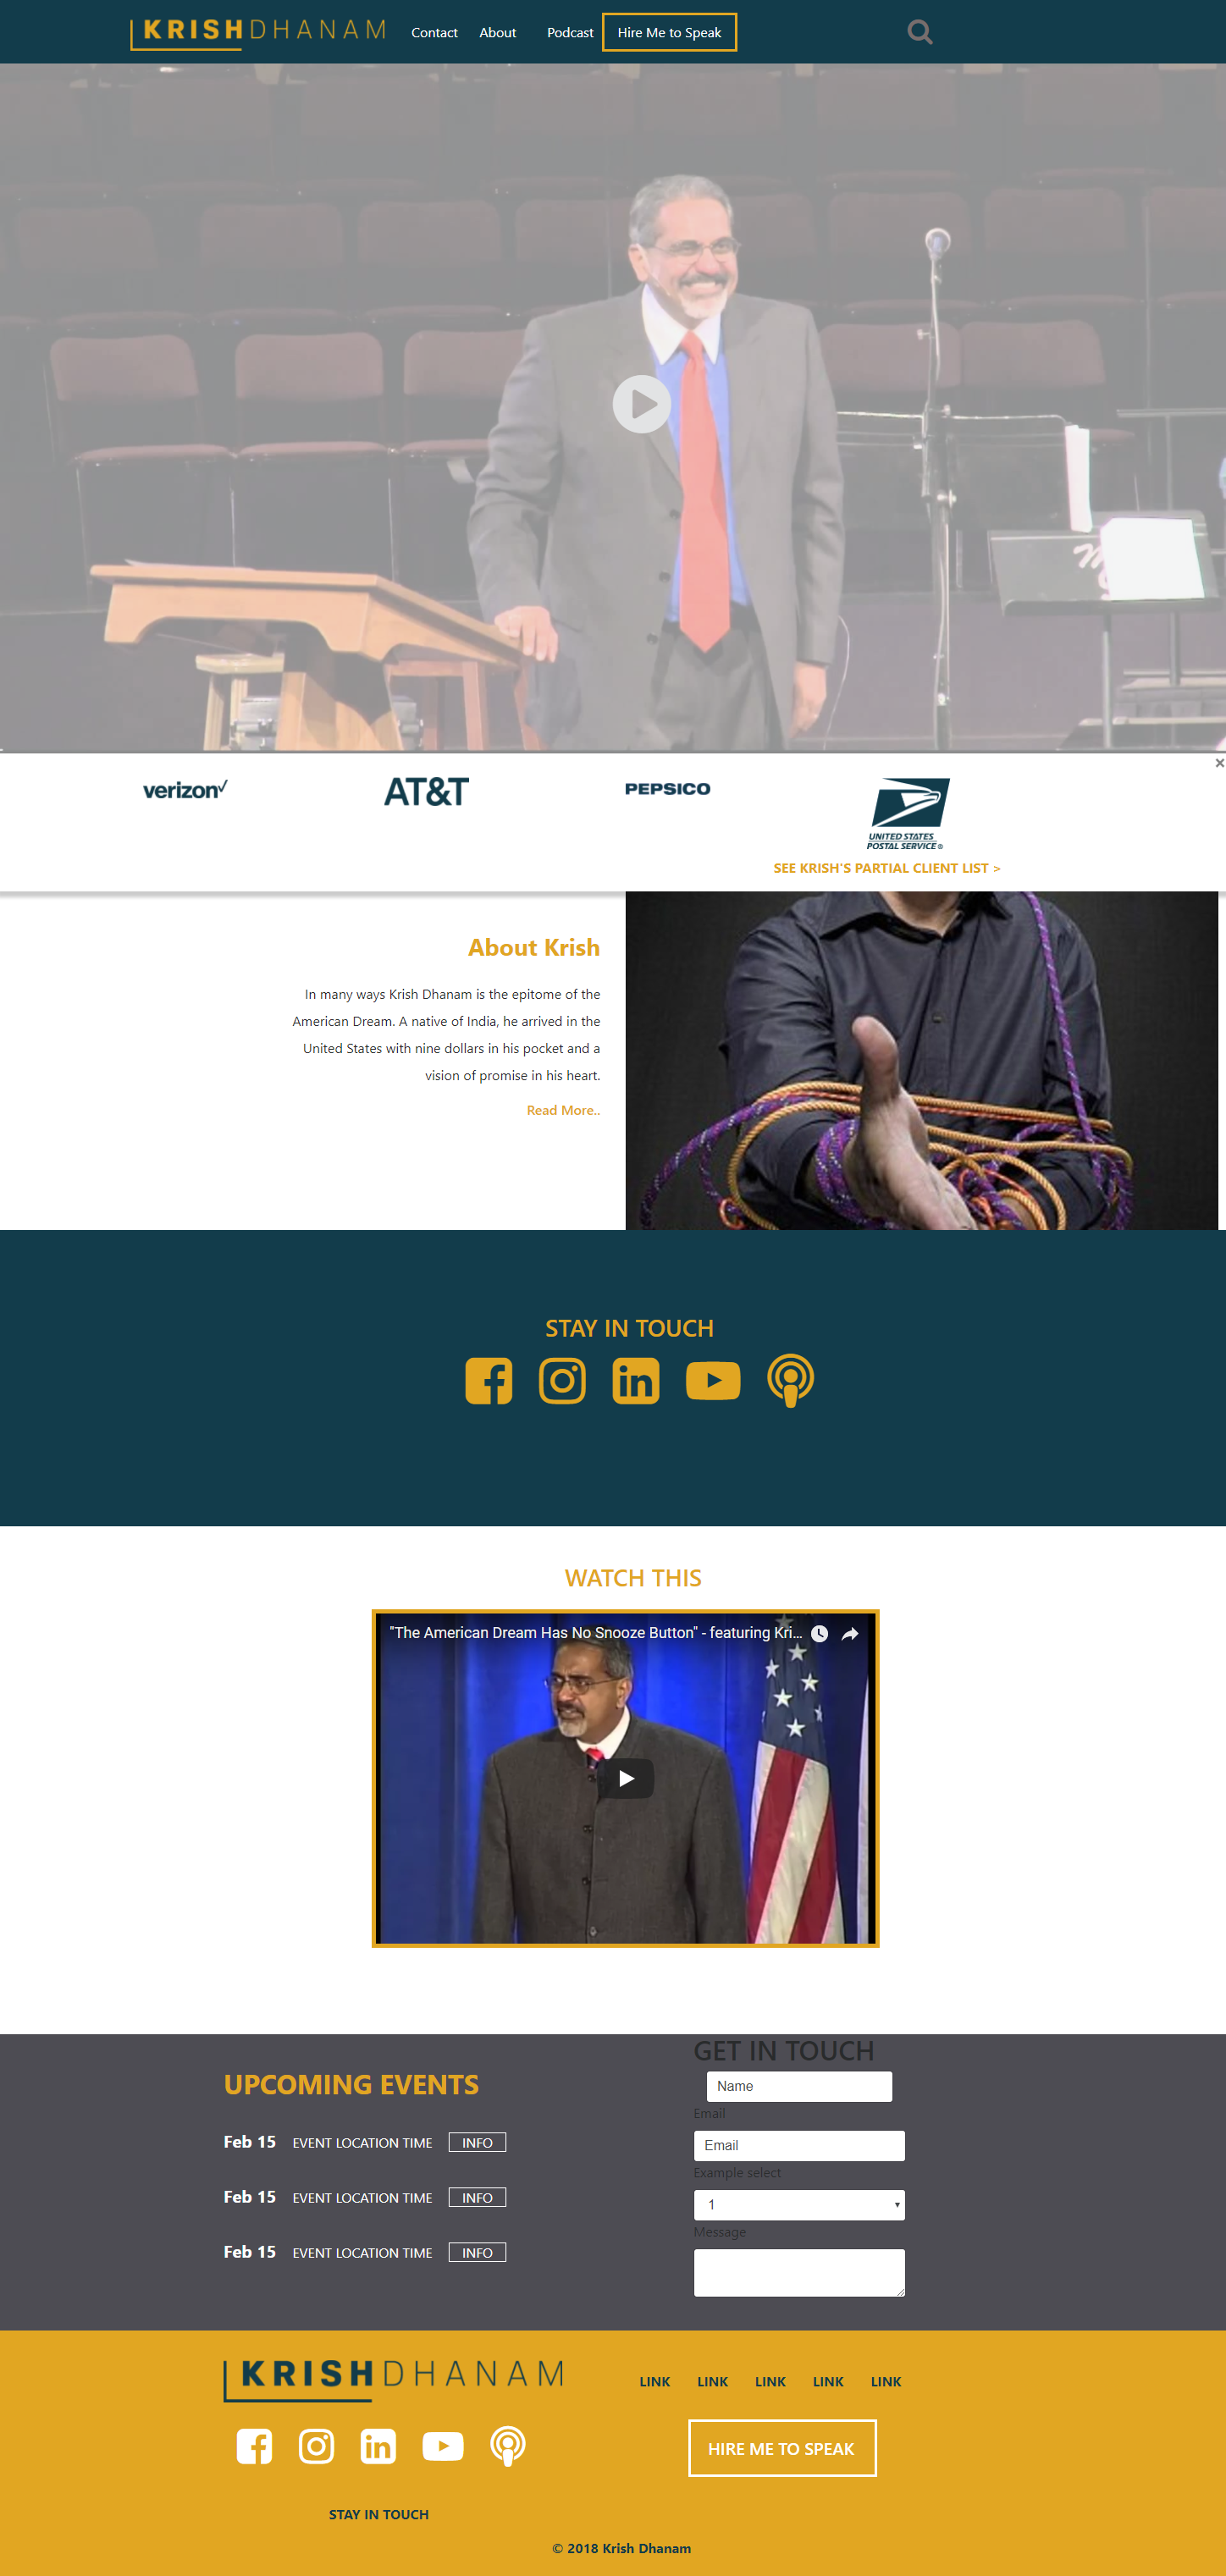 KRISHDHANAM
Contact About Podcast Hire Me to Speak
verizon✓ AT&T PEPSICO
UNITED STATES
POSTAL SERVICE®
SEE KRISH'S PARTIAL CLIENT LIST >
About Krish
In many ways Krish Dhanam is the epitome of the
American Dream. A native of India, he arrived in the
United States with nine dollars in his pocket and a
vision of promise in his heart.
Read More..
STAY IN TOUCH
WATCH THIS
"The American Dream Has No Snooze Button" - featuring Kri...
UPCOMING EVENTS
Feb 15 EVENT LOCATION TIME INFO
Feb 15 EVENT LOCATION TIME INFO
Feb 15 EVENT LOCATION TIME INFO
GET IN TOUCH
Name
Email
Email
Example select
1
Message
KRISHDHANAM
LINK LINK LINK LINK LINK
HIRE ME TO SPEAK
STAY IN TOUCH
© 2018 Krish Dhanam